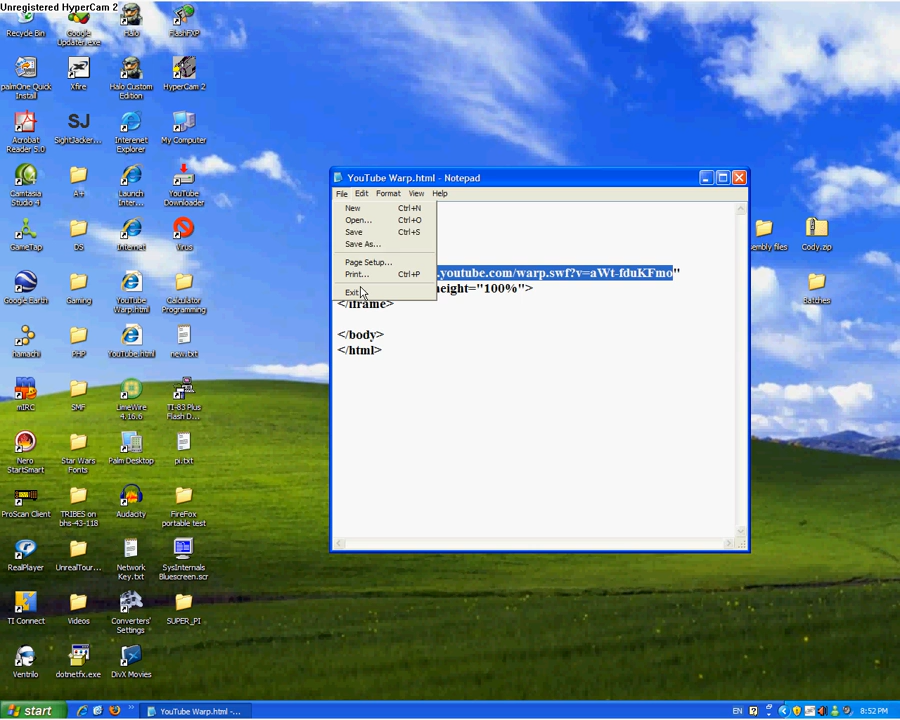 Unregistered HyperCam 2
Recycle Bin
Google Updater.exe
Halo
FlashFXP
palmOne Quick Install
Xfire
Halo Custom Edition
HyperCam 2
Acrobat Reader 5.0
SightJacker...
Interenet Explorer
My Computer
Camtasia Studio 4
A+
Launch Inter...
YouTube Downloader
GameTap
DS
Internet
Virus
Google Earth
Gaming
YouTube Warp.html
Calculator Programming
hamachi
PHP
YouTube.html
new.txt
mIRC
SMF
LimeWire 4.16.6
TI-83 Plus Flash D...
Nero StartSmart
Star Wars Fonts
Palm Desktop
pi.txt
ProScan Client
TRIBES on bhs-43-118
Audacity
FireFox portable test
RealPlayer
UnrealTour...
Network Key.txt
SysInternals Bluescreen.scr
TI Connect
Videos
Converters' Settings
SUPER_PI
Ventrilo
dotnetfx.exe
DivX Movies
YouTube Warp.html - Notepad
File Edit Format View Help
New Ctrl+N
Open... Ctrl+O
Save Ctrl+S
Save As...
Page Setup...
Print... Ctrl+P
Exit
.youtube.com/warp.swf?v=aWt-fduKFmo"
height="100%">
</iframe>
</body>
</html>
embly files
Cody.zip
Batches
start
YouTube Warp.html -...
EN
8:52 PM